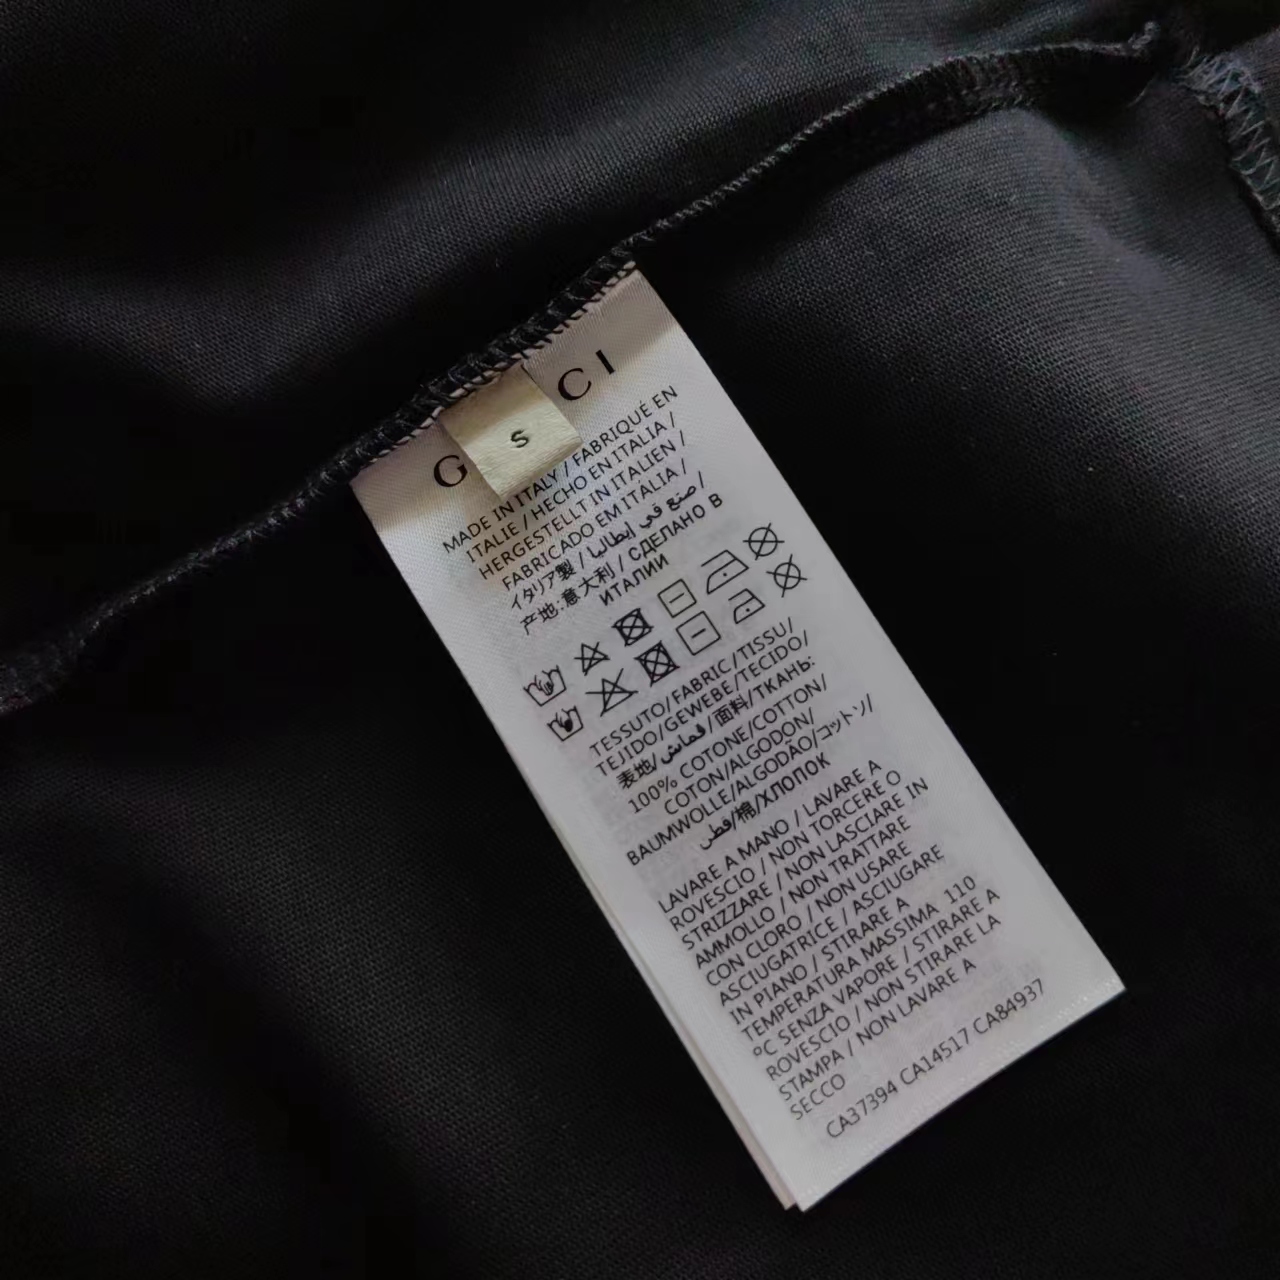 G CI
S
MADE IN ITALY / FABRIQUÉ EN
ITALIE / HECHO EN ITALIA /
HERGESTELLT IN ITALIEN /
FABRICADO EM ITALIA /
イタリア製 / صنع في إيطاليا /
产地:意大利 / СДЕЛАНО В
ИТАЛИИ
TESSUTO/FABRIC/TISSU/
TEJIDO/GEWEBE/TECIDO/
表地/قماش/面料/ТКАНЬ:
100% COTONE/COTTON/
COTON/ALGODON/
BAUMWOLLE/ALGODÃO/コットン/
قطن/棉/ХЛОПОК
LAVARE A MANO / LAVARE A
ROVESCIO / NON TORCERE O
STRIZZARE / NON LASCIARE IN
AMMOLLO / NON TRATTARE
CON CLORO / NON USARE
ASCIUGATRICE / ASCIUGARE
IN PIANO / STIRARE A
TEMPERATURA MASSIMA 110
°C SENZA VAPORE / STIRARE A
ROVESCIO / NON STIRARE LA
STAMPA / NON LAVARE A
SECCO
CA37394 CA14517 CA84937